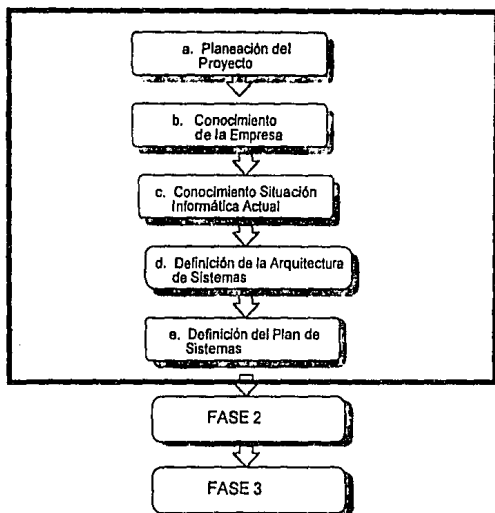 a. Planeación del
Proyecto
b. Conocimiento
de la Empresa
c. Conocimiento Situación
Informática Actual
d. Definición de la Arquitectura
de Sistemas
e. Definición del Plan de
Sistemas
FASE 2
FASE 3